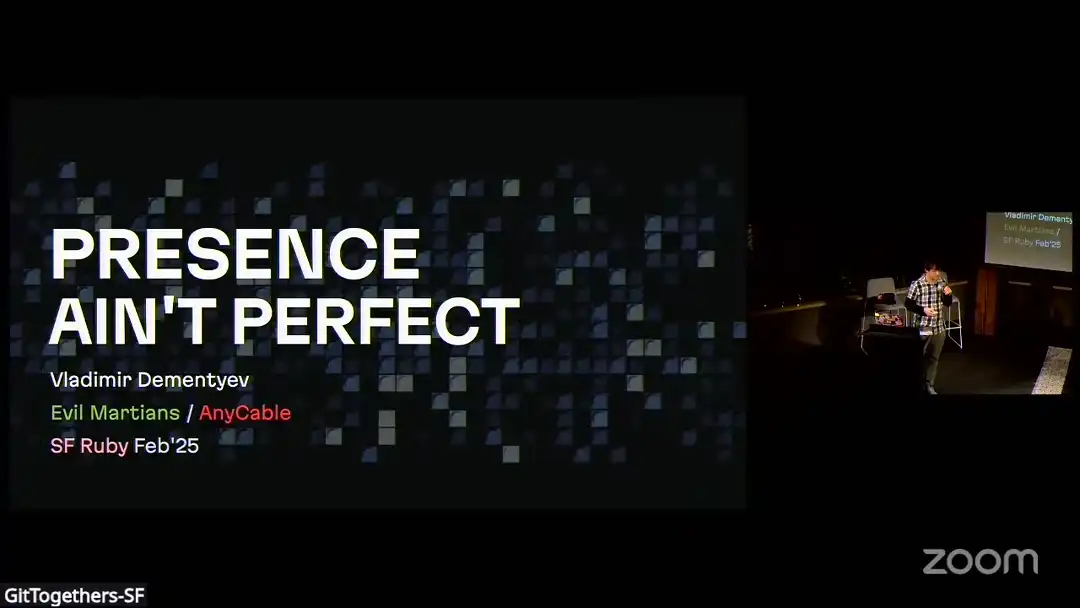 PRESENCE
AIN'T PERFECT
Vladimir Dementyev
Evil Martians / AnyCable
SF Ruby Feb'25
Vladimir Dementy
Evil Martians /
SF Ruby Feb'25
zoom
GitTogethers-SF